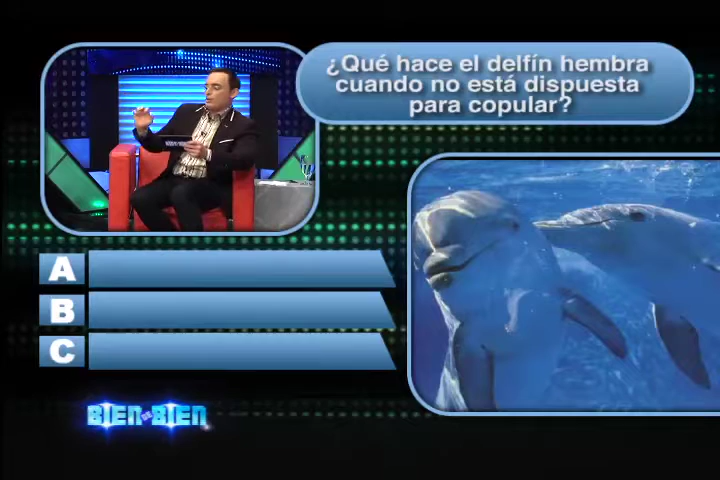 ¿Qué hace el delfín hembra
cuando no está dispuesta
para copular?
A
B
C
BIEN DE BIEN